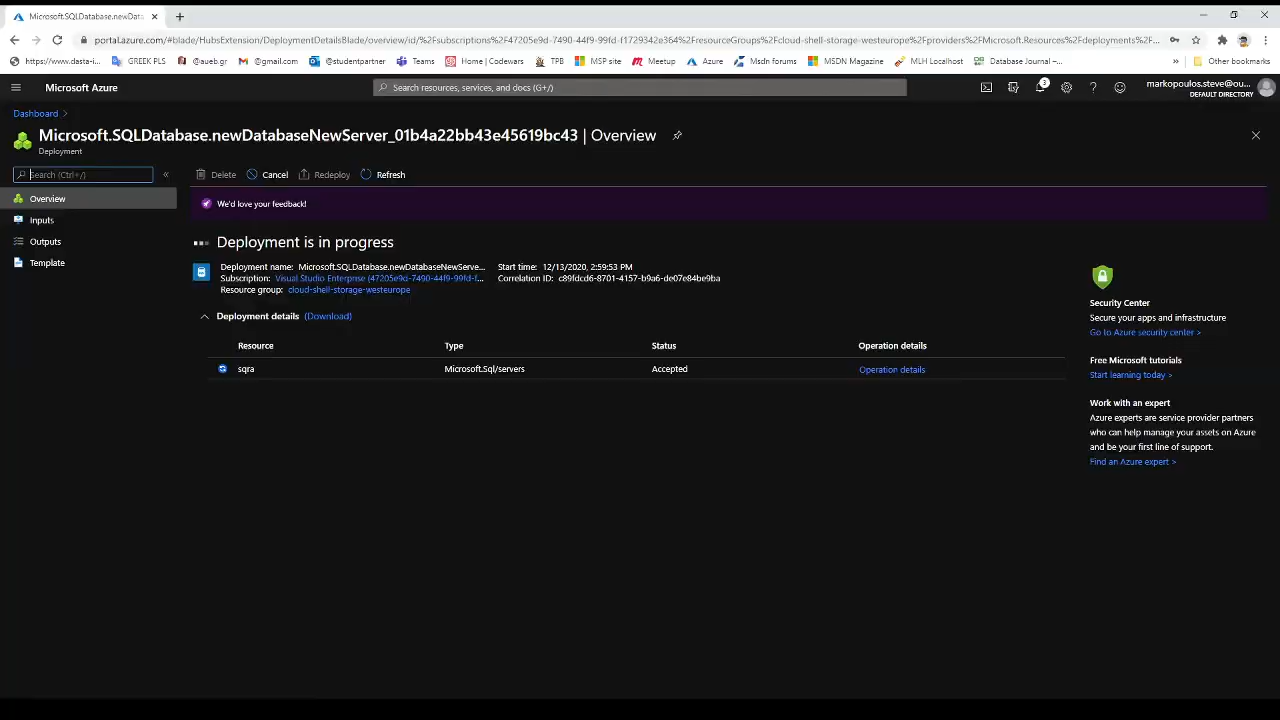 Microsoft.SQLDatabase.newData
portal.azure.com/#blade/HubsExtension/DeploymentDetailsBlade/overview/id/%2Fsubscriptions%2F47205e9d-7490-44f9-99fd-f1729342e364%2FresourceGroups%2Fcloud-shell-storage-westeurope%2Fproviders%2FMicrosoft.Resources%2Fdeployments%2F...
https://www.dasta-i... GREEK PLS @aueb.gr @gmail.com @studentpartner Teams Home | Codewars TPB MSP site Meetup Azure Msdn forums MSDN Magazine MLH Localhost Database Journal –... » Other bookmarks
Microsoft Azure
Search resources, services, and docs (G+/)
3
markopoulos.steve@ou...
DEFAULT DIRECTORY
Dashboard >
Microsoft.SQLDatabase.newDatabaseNewServer_01b4a22bb43e45619bc43 | Overview
Deployment
Search (Ctrl+/)
«
Delete Cancel Redeploy Refresh
Overview
Inputs
Outputs
Template
We'd love your feedback!
Deployment is in progress
Deployment name: Microsoft.SQLDatabase.newDatabaseNewServe...
Subscription: Visual Studio Enterprise (47205e9d-7490-44f9-99fd-f...
Resource group: cloud-shell-storage-westeurope
Start time: 12/13/2020, 2:59:53 PM
Correlation ID: c89fdcd6-8701-4157-b9a6-de07e84be9ba
Deployment details (Download)
Resource Type Status Operation details
sqra Microsoft.Sql/servers Accepted Operation details
Security Center
Secure your apps and infrastructure
Go to Azure security center >
Free Microsoft tutorials
Start learning today >
Work with an expert
Azure experts are service provider partners
who can help manage your assets on Azure
and be your first line of support.
Find an Azure expert >